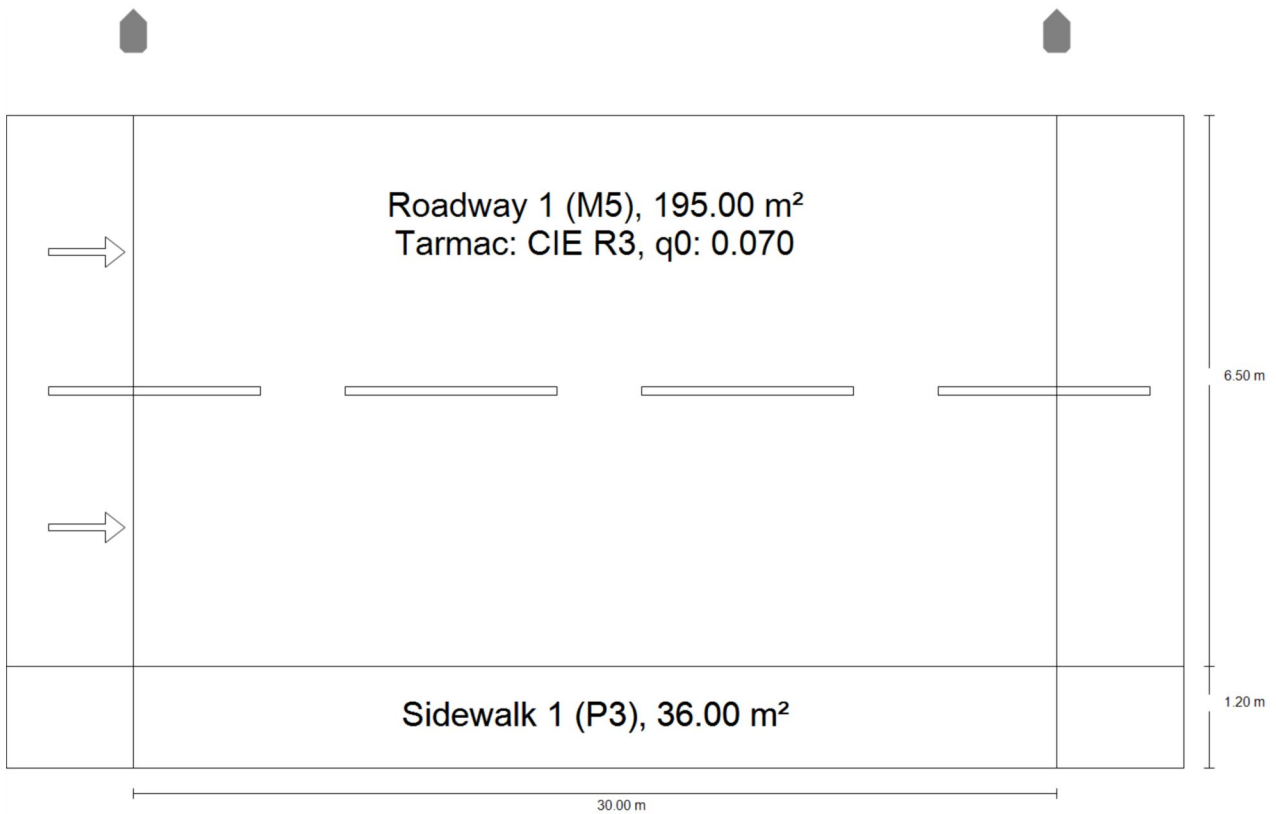 Roadway 1 (M5), 195.00 m²
Tarmac: CIE R3, q0: 0.070
6.50 m
Sidewalk 1 (P3), 36.00 m²
1.20 m
30.00 m